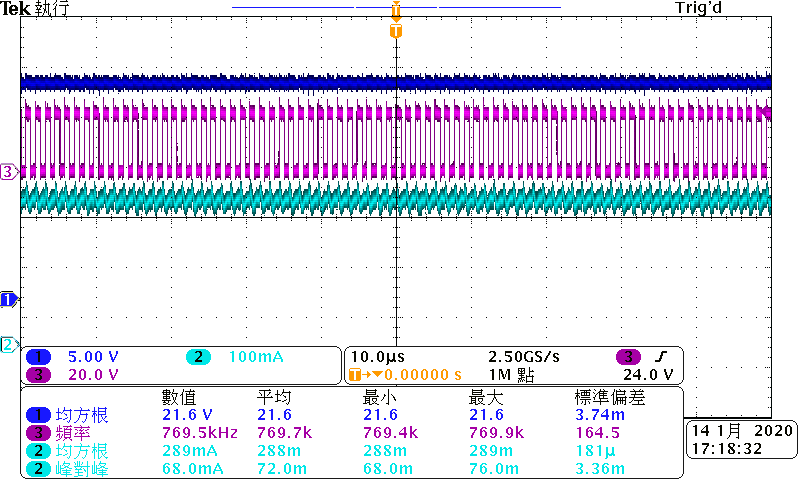 Tek 執行 Trig'd
T
T
3
1
2
1 5.00 V 2 100mA
3 20.0 V
10.0µs 2.50GS/s 3
T→▼0.00000 s 1M 點 24.0 V
數值 平均 最小 最大 標準偏差
1 均方根 21.6 V 21.6 21.6 21.6 3.74m
3 頻率 769.5kHz 769.7k 769.4k 769.9k 164.5
2 均方根 289mA 288m 288m 289m 181µ
2 峰對峰 68.0mA 72.0m 68.0m 76.0m 3.36m
14 1月 2020
17:18:32